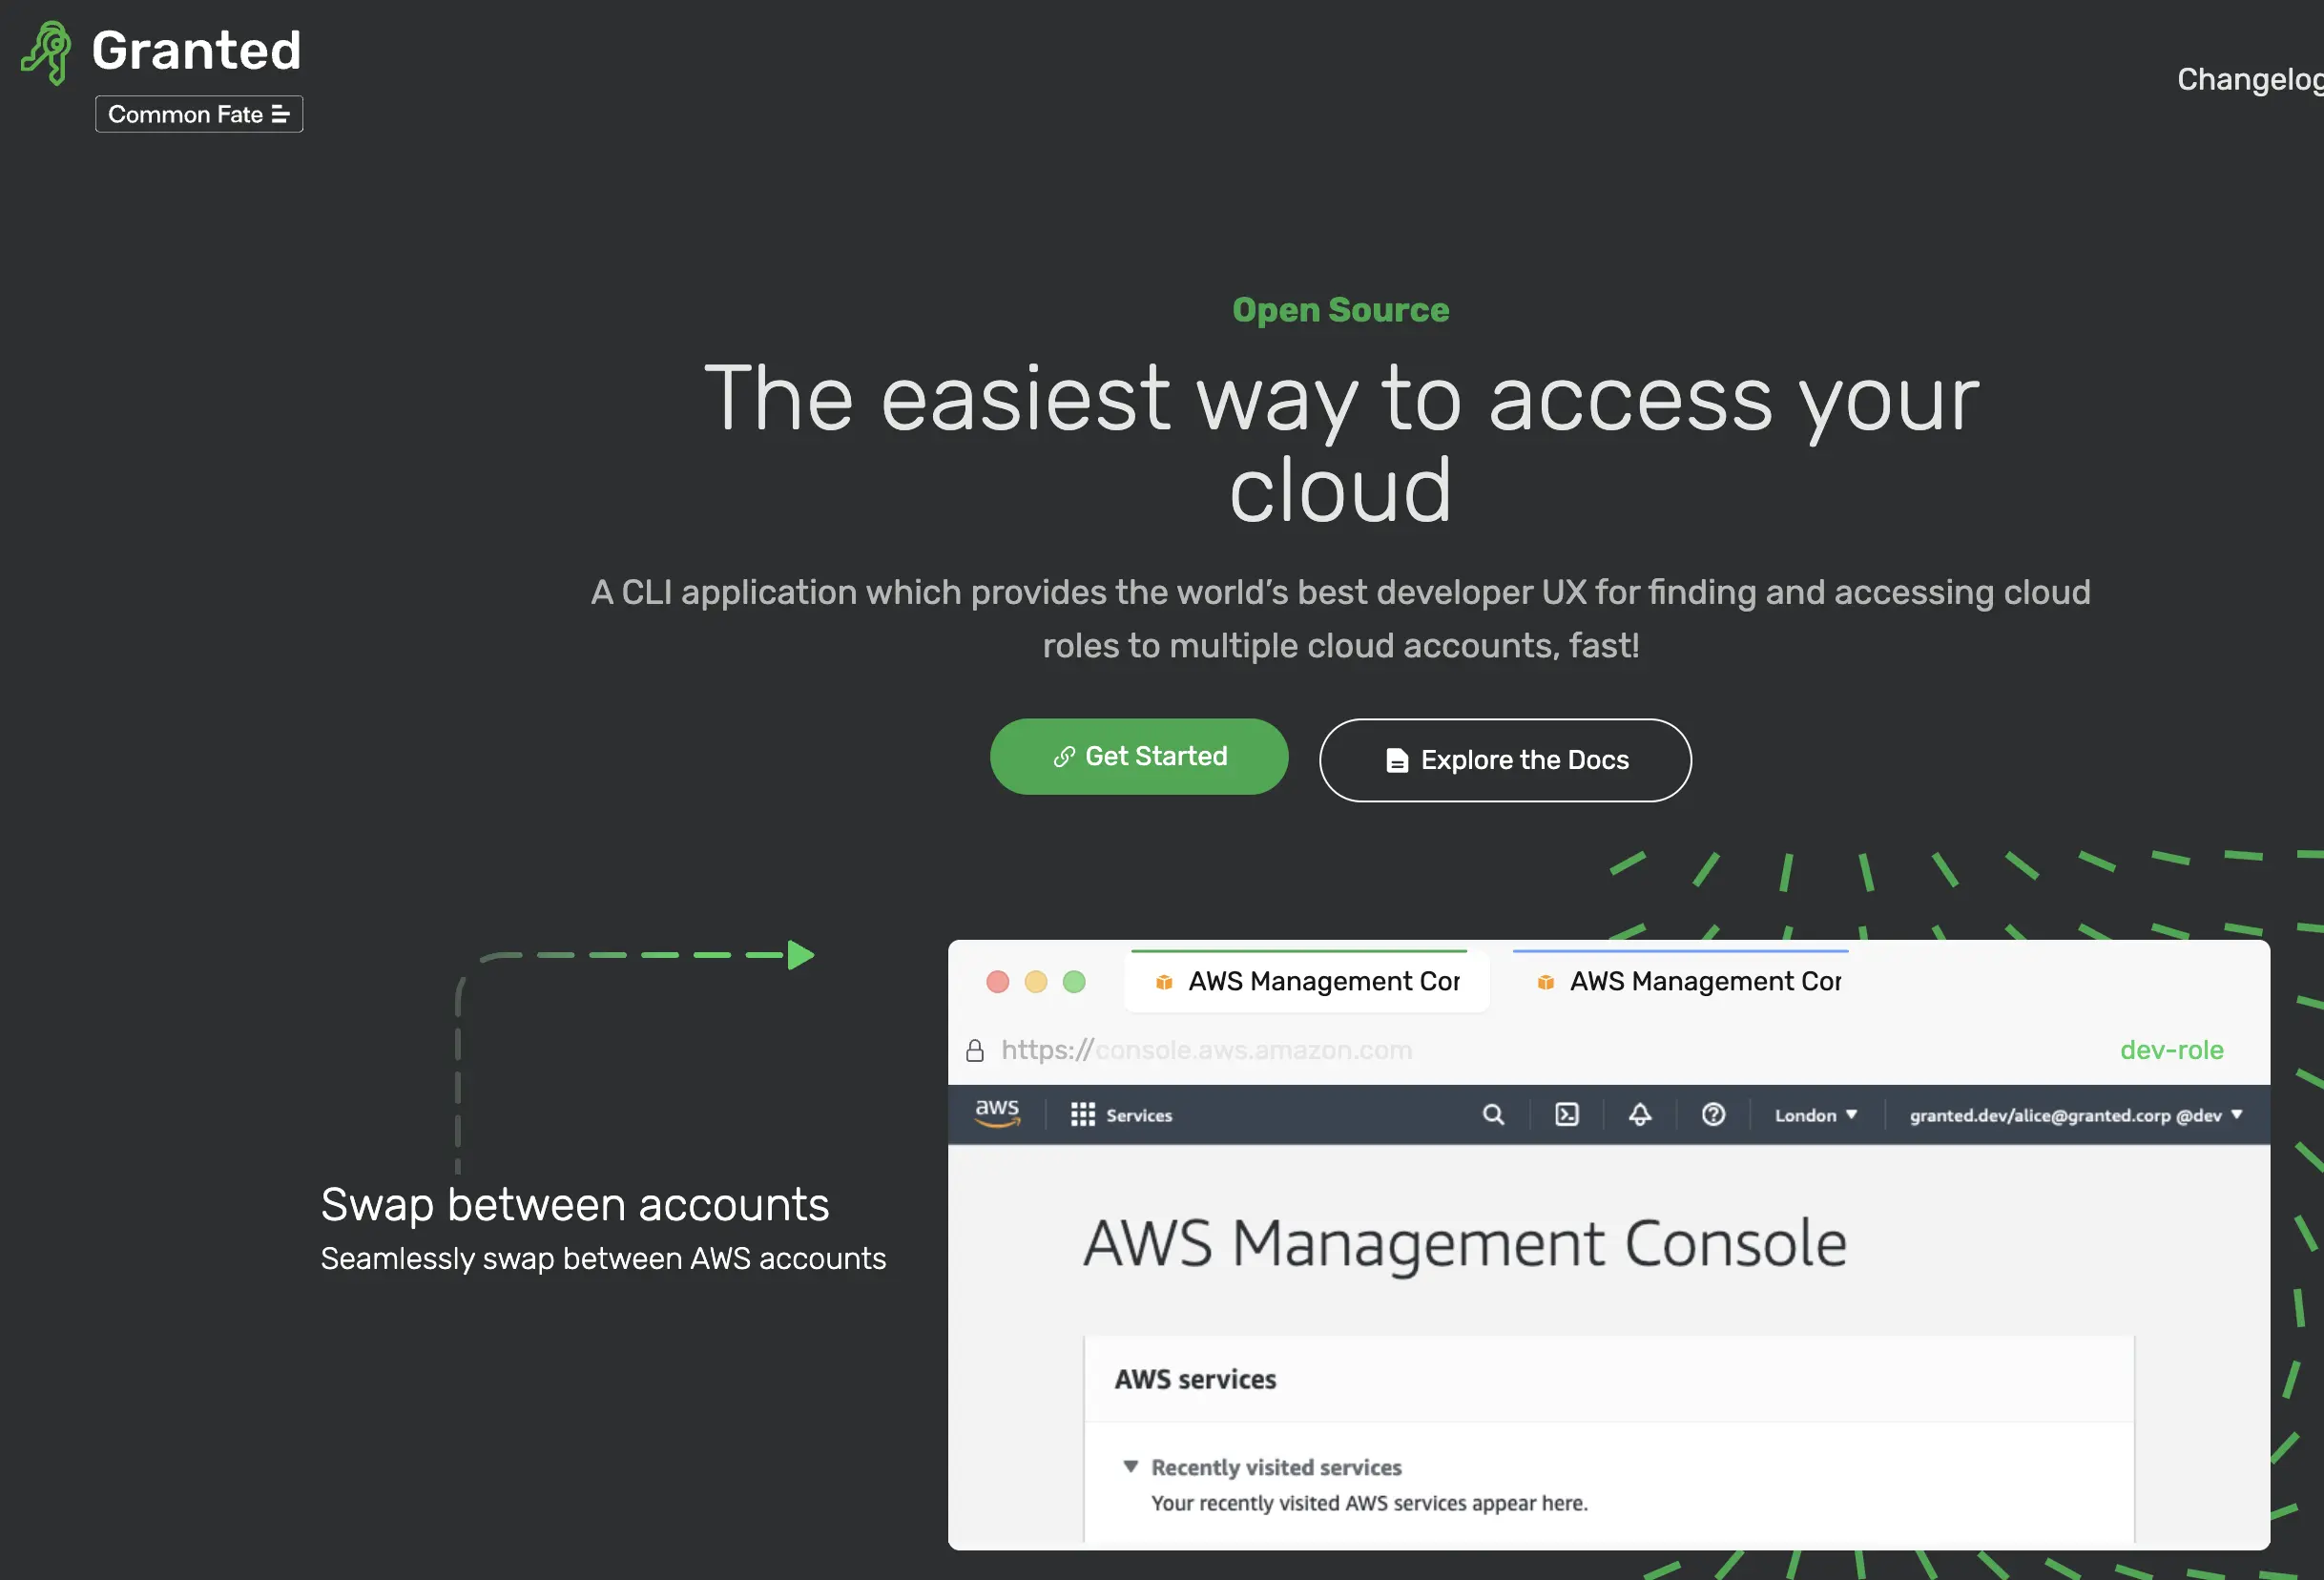 Granted
Common Fate
Changelog
Open Source
The easiest way to access your
cloud
A CLI application which provides the world’s best developer UX for finding and accessing cloud
roles to multiple cloud accounts, fast!
Get Started
Explore the Docs
AWS Management Cor
AWS Management Cor
https://console.aws.amazon.com
dev-role
aws
Services
London
granted.dev/alice@granted.corp @dev
Swap between accounts
Seamlessly swap between AWS accounts
AWS Management Console
AWS services
Recently visited services
Your recently visited AWS services appear here.